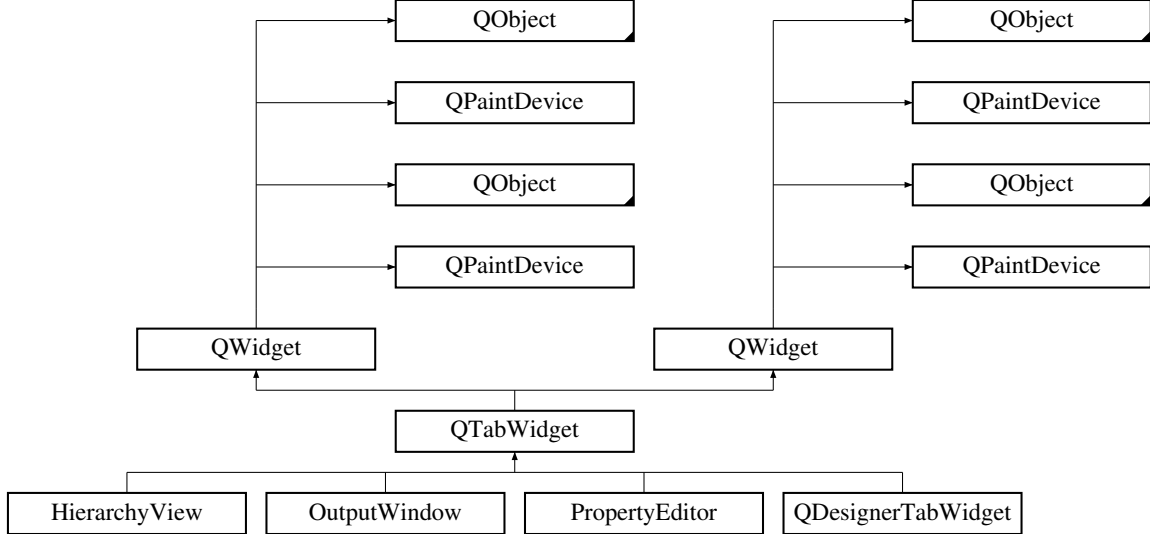 QObject QObject
QPaintDevice QPaintDevice
QObject QObject
QPaintDevice QPaintDevice
QWidget QWidget
QTabWidget
HierarchyView OutputWindow PropertyEditor QDesignerTabWidget